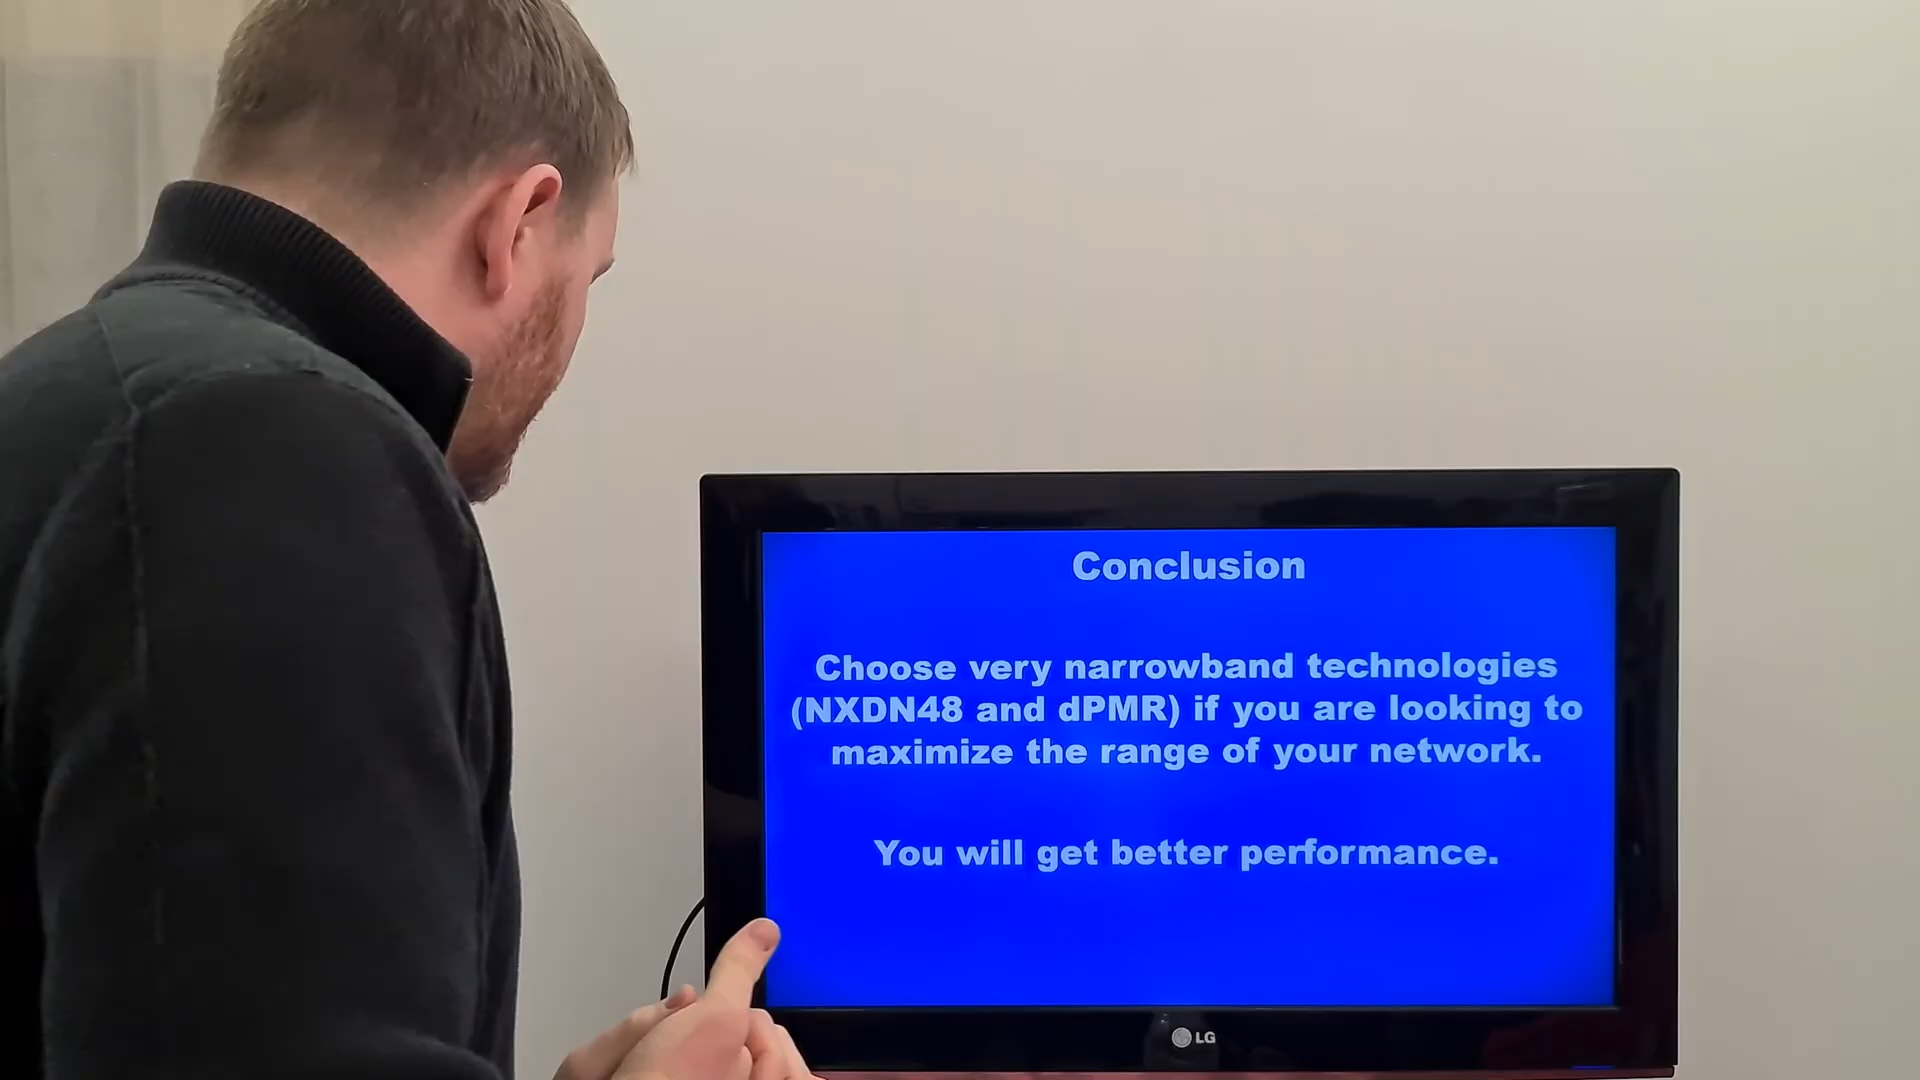 Conclusion
Choose very narrowband technologies
(NXDN48 and dPMR) if you are looking to
maximize the range of your network.
You will get better performance.
LG